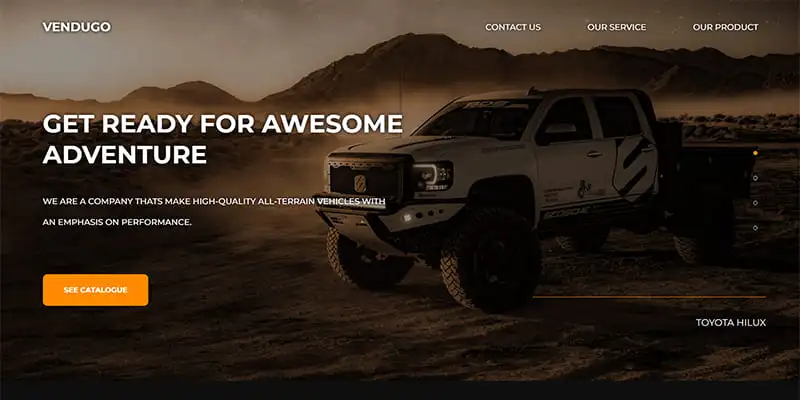 VENDUGO
CONTACT US
OUR SERVICE
OUR PRODUCT
GET READY FOR AWESOME
ADVENTURE
WE ARE A COMPANY THATS MAKE HIGH-QUALITY ALL-TERRAIN VEHICLES WITH
AN EMPHASIS ON PERFORMANCE.
SEE CATALOGUE
TOYOTA HILUX